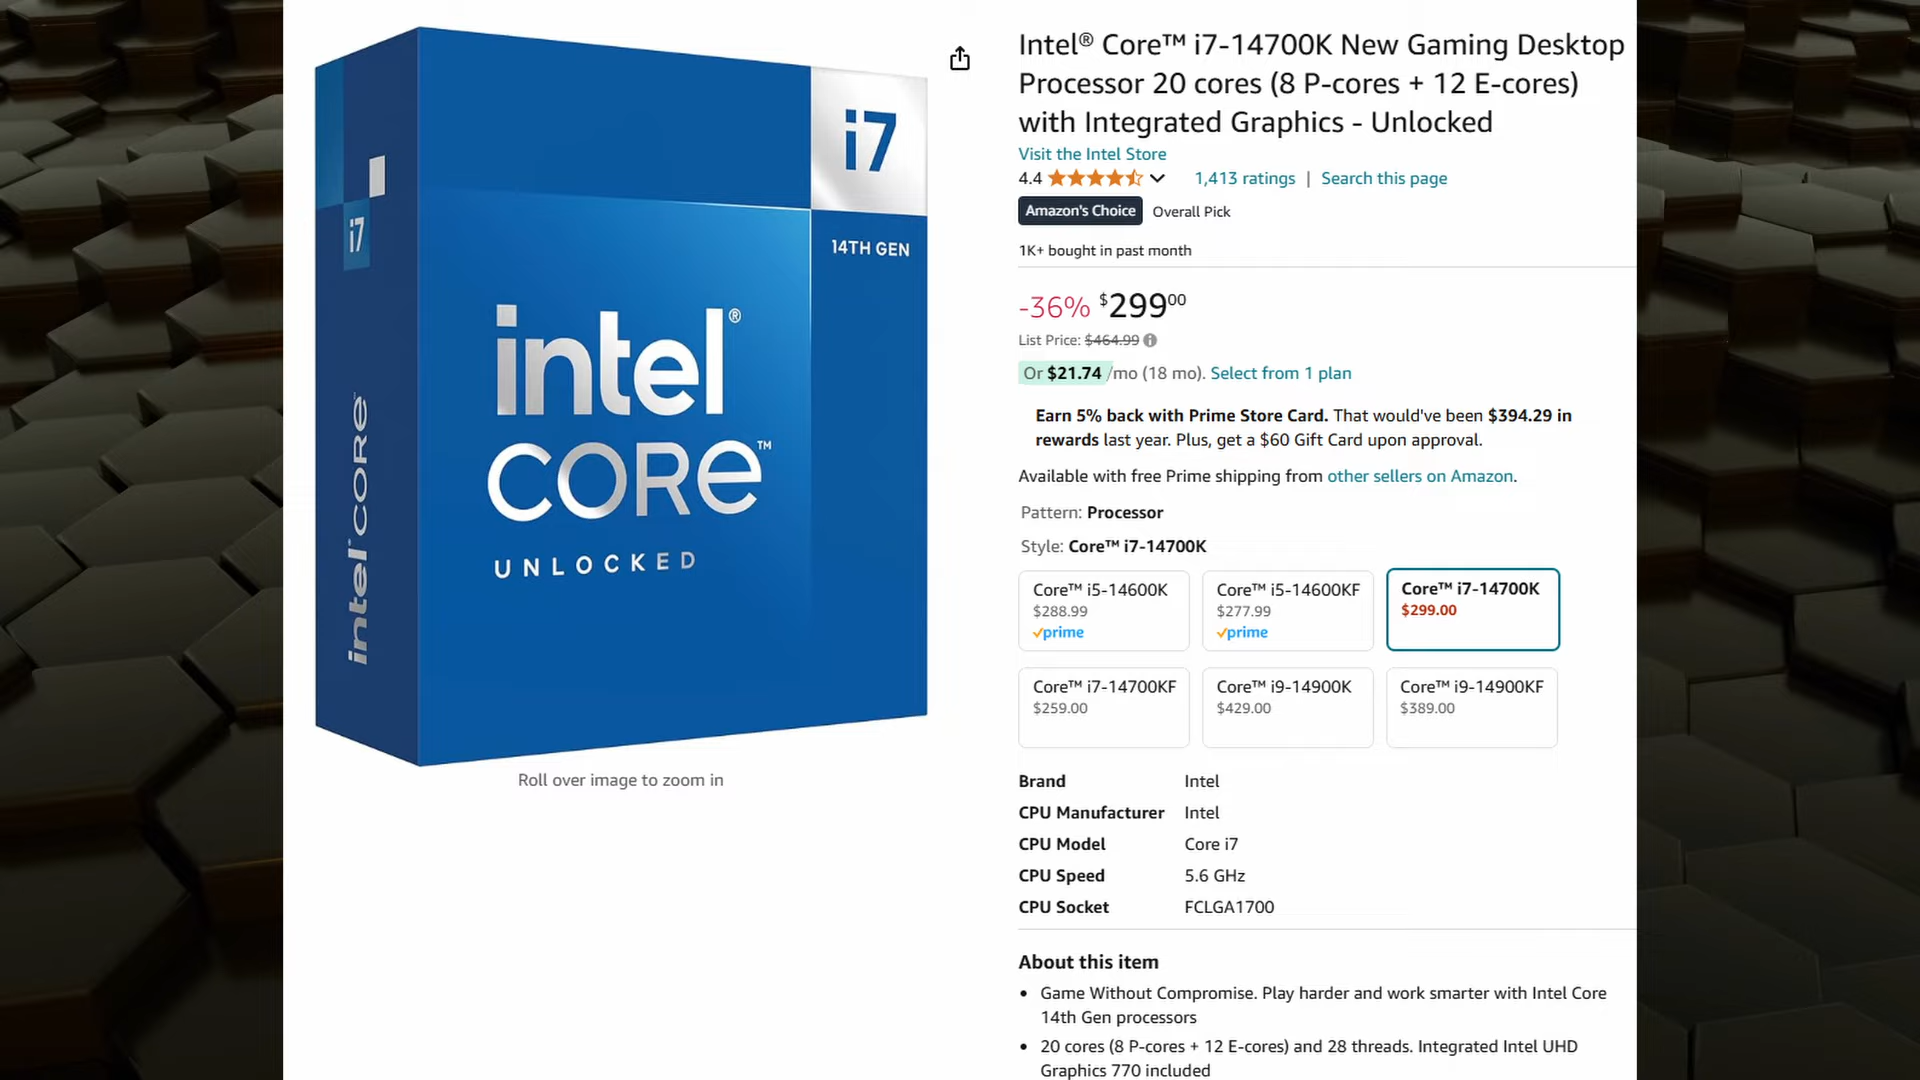 i7
i7
14TH GEN
intel®
CORE™
UNLOCKED
intel CORE
Roll over image to zoom in
Intel® Core™ i7-14700K New Gaming Desktop
Processor 20 cores (8 P-cores + 12 E-cores)
with Integrated Graphics - Unlocked
Visit the Intel Store
4.4 1,413 ratings | Search this page
Amazon's Choice Overall Pick
1K+ bought in past month
-36% $299 00
List Price: $464.99
Or $21.74 /mo (18 mo). Select from 1 plan
Earn 5% back with Prime Store Card. That would've been $394.29 in
rewards last year. Plus, get a $60 Gift Card upon approval.
Available with free Prime shipping from other sellers on Amazon.
Pattern: Processor
Style: Core™ i7-14700K
Core™ i5-14600K Core™ i5-14600KF Core™ i7-14700K
$288.99 $277.99 $299.00
prime prime
Core™ i7-14700KF Core™ i9-14900K Core™ i9-14900KF
$259.00 $429.00 $389.00
Brand Intel
CPU Manufacturer Intel
CPU Model Core i7
CPU Speed 5.6 GHz
CPU Socket FCLGA1700
About this item
• Game Without Compromise. Play harder and work smarter with Intel Core
14th Gen processors
• 20 cores (8 P-cores + 12 E-cores) and 28 threads. Integrated Intel UHD
Graphics 770 included